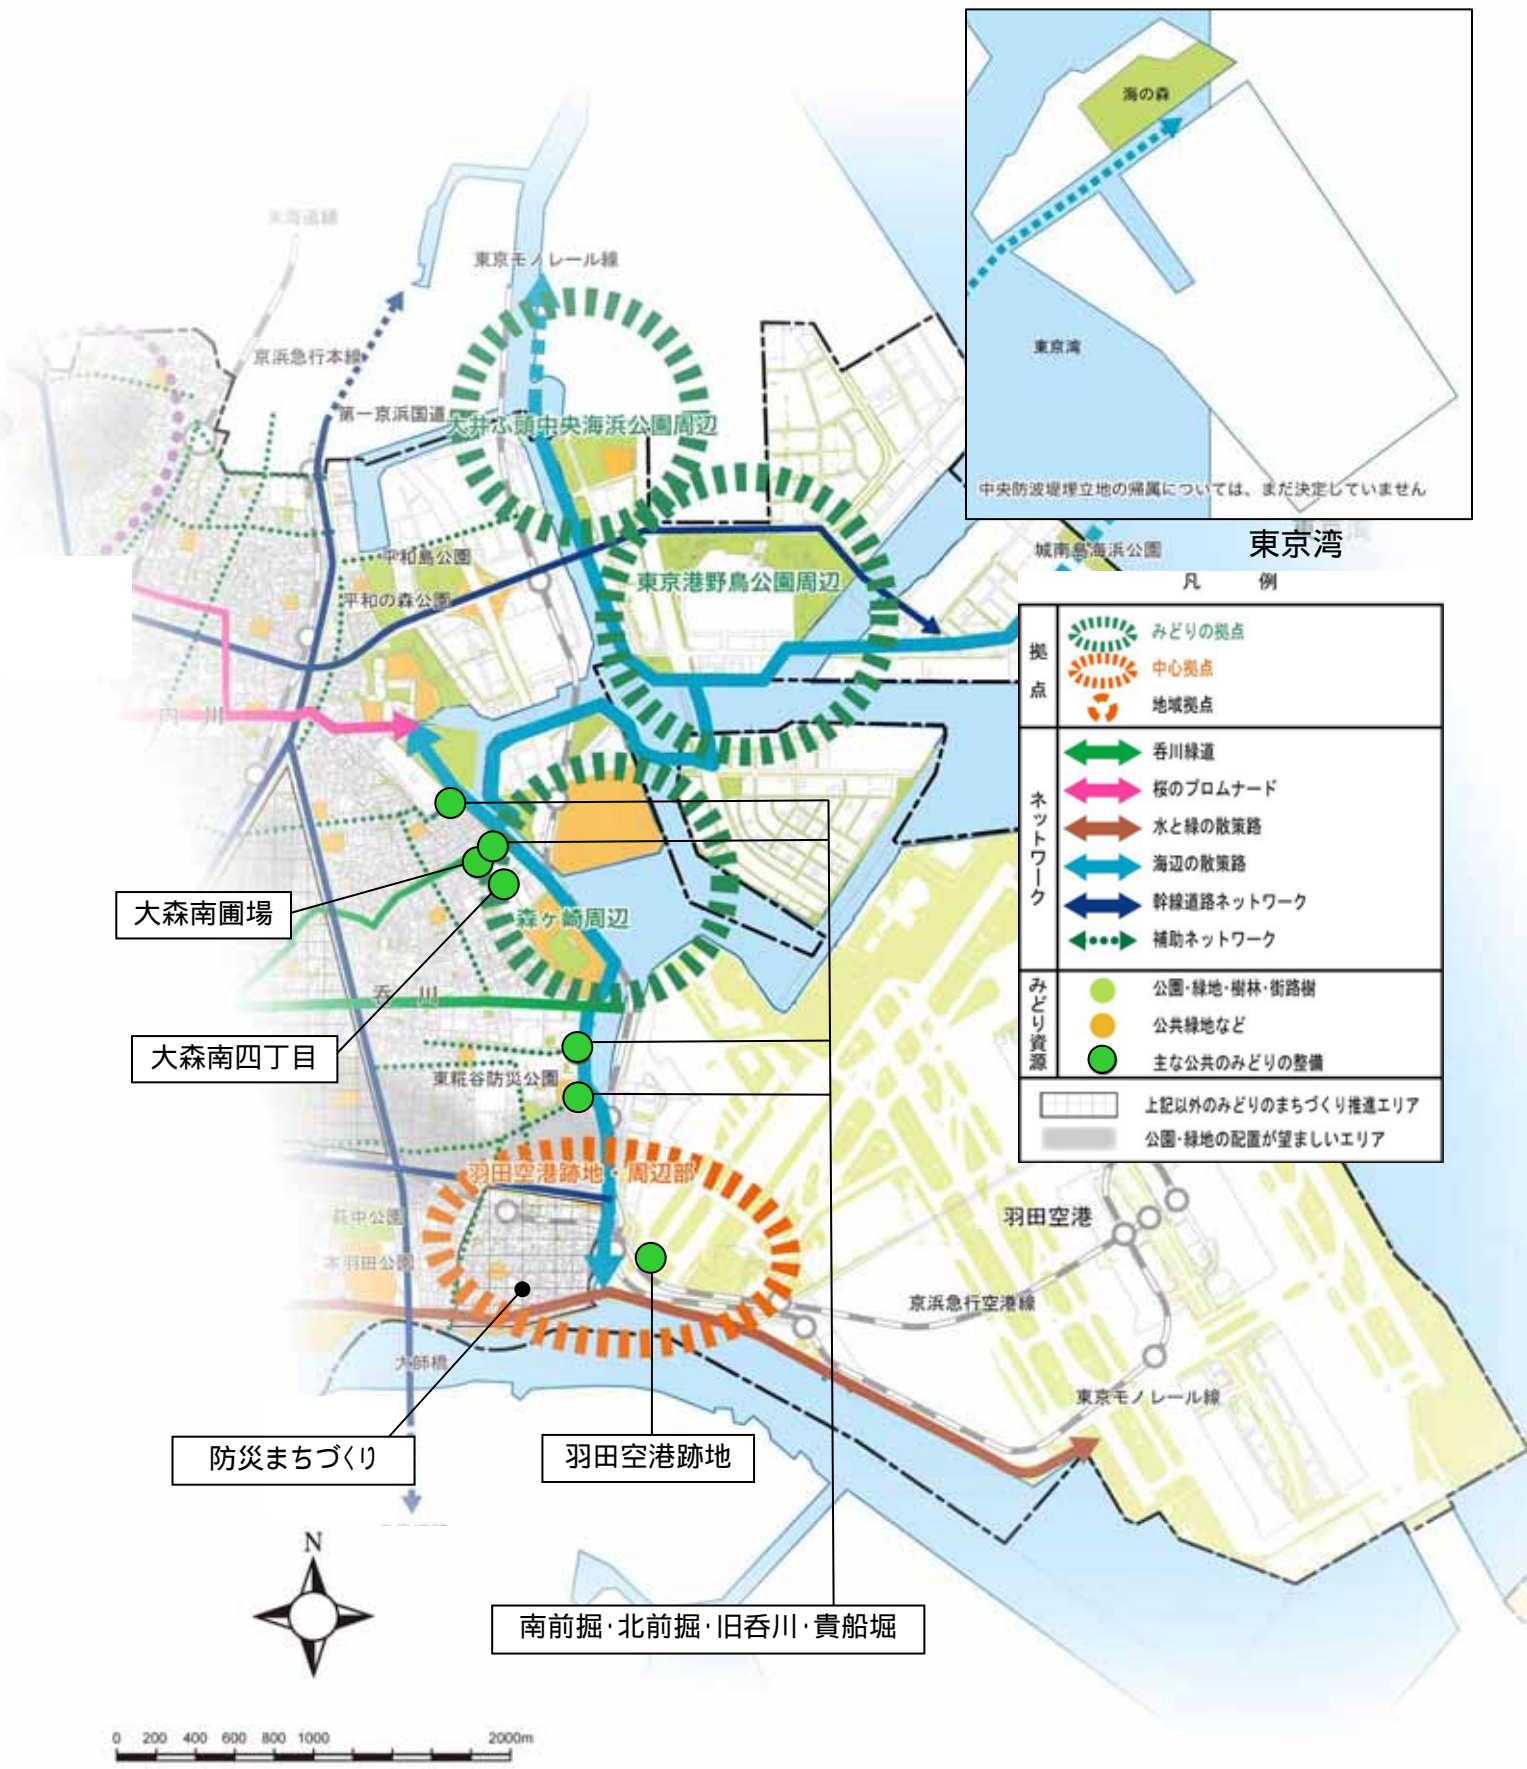 海の森
東京湾
中央防波堤埋立地の帰属については、まだ決定していません
東海道線
東京モノレール線
京浜急行本線
第一京浜国道
大井ふ頭中央海浜公園周辺
城南島海浜公園
東京湾
平和島公園
東京港野鳥公園周辺
平和の森公園
凡 例
拠点
みどりの拠点
中心拠点
地域拠点
ネットワーク
呑川緑道
桜のプロムナード
水と緑の散策路
海辺の散策路
幹線道路ネットワーク
補助ネットワーク
みどり資源
公園・緑地・樹林・街路樹
公共緑地など
主な公共のみどりの整備
上記以外のみどりのまちづくり推進エリア
公園・緑地の配置が望ましいエリア
内 川
大森南圃場
森ヶ崎周辺
呑 川
大森南四丁目
東糀谷防災公園
羽田空港跡地・周辺部
萩中公園
本羽田公園
羽田空港
京浜急行空港線
大師橋
東京モノレール線
防災まちづくり
羽田空港跡地
N
南前掘・北前掘・旧呑川・貴船堀
0 200 400 600 800 1000 2000m